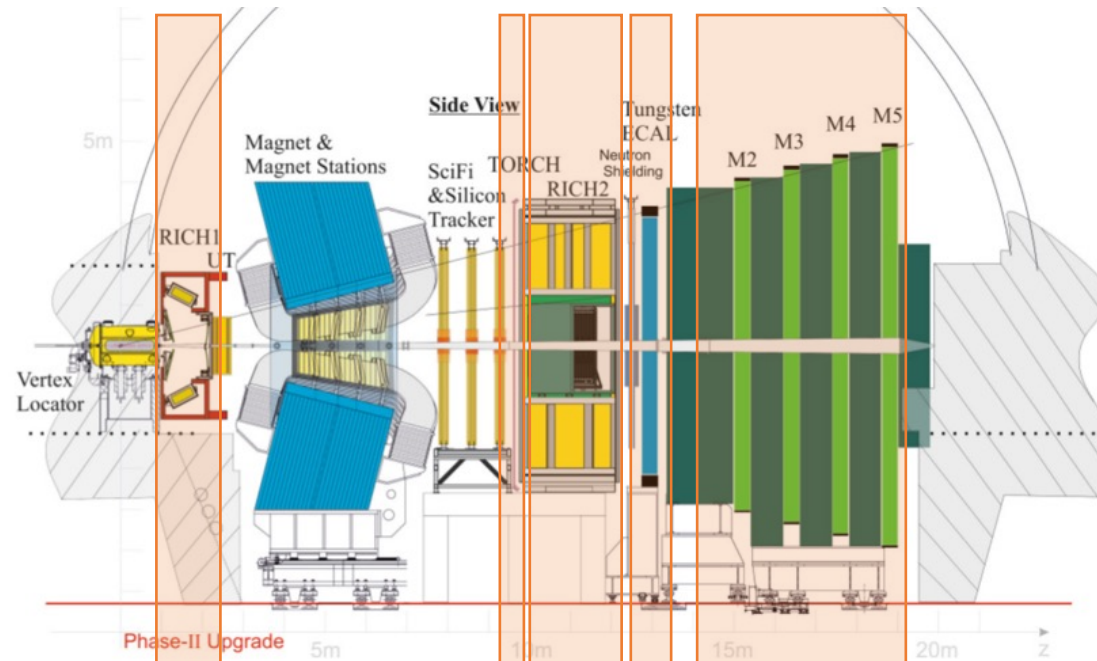 Side View
Tungsten
ECAL
M5
M4
M3
M2
5m
Magnet &
Magnet Stations
Neutron
Shielding
SciFi
&Silicon
Tracker
TORCH
RICH2
RICH1
UT
Vertex
Locator
Phase-II Upgrade
5m
10m
15m
20m
z